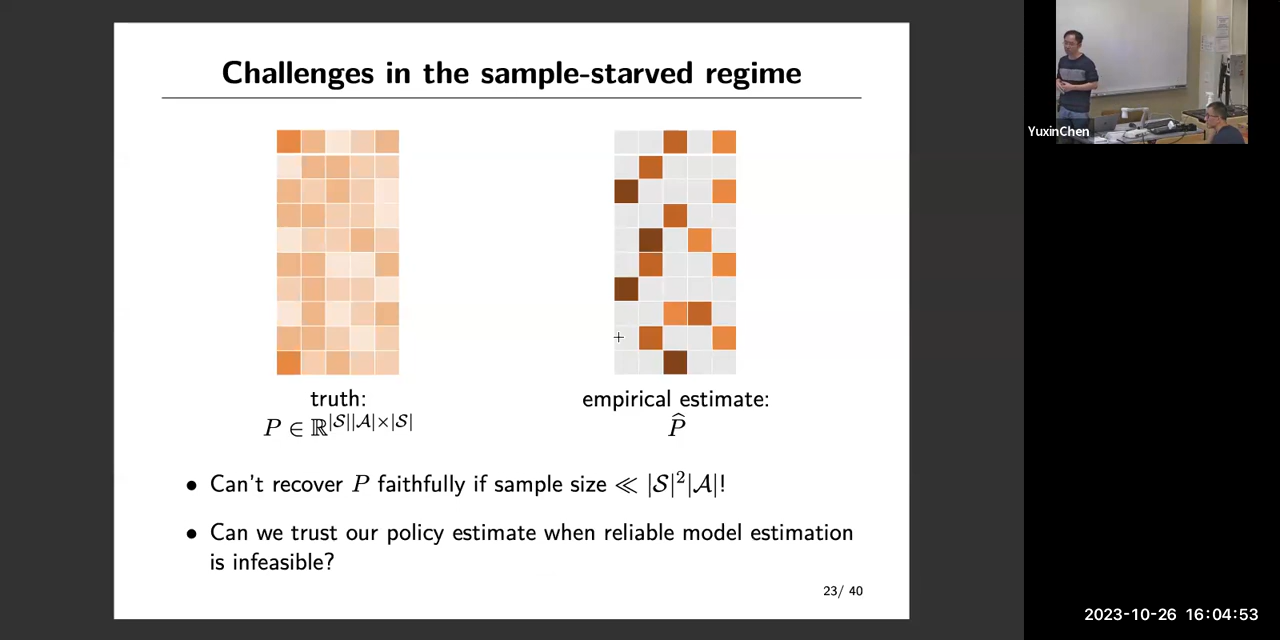 Challenges in the sample-starved regime
truth:
P ∈ ℝ^{|𝒮||𝒜|×|𝒮|}
empirical estimate:
P̂
• Can't recover P faithfully if sample size ≪ |𝒮|²|𝒜|!
• Can we trust our policy estimate when reliable model estimation
is infeasible?
23/ 40
YuxinChen
2023-10-26 16:04:53